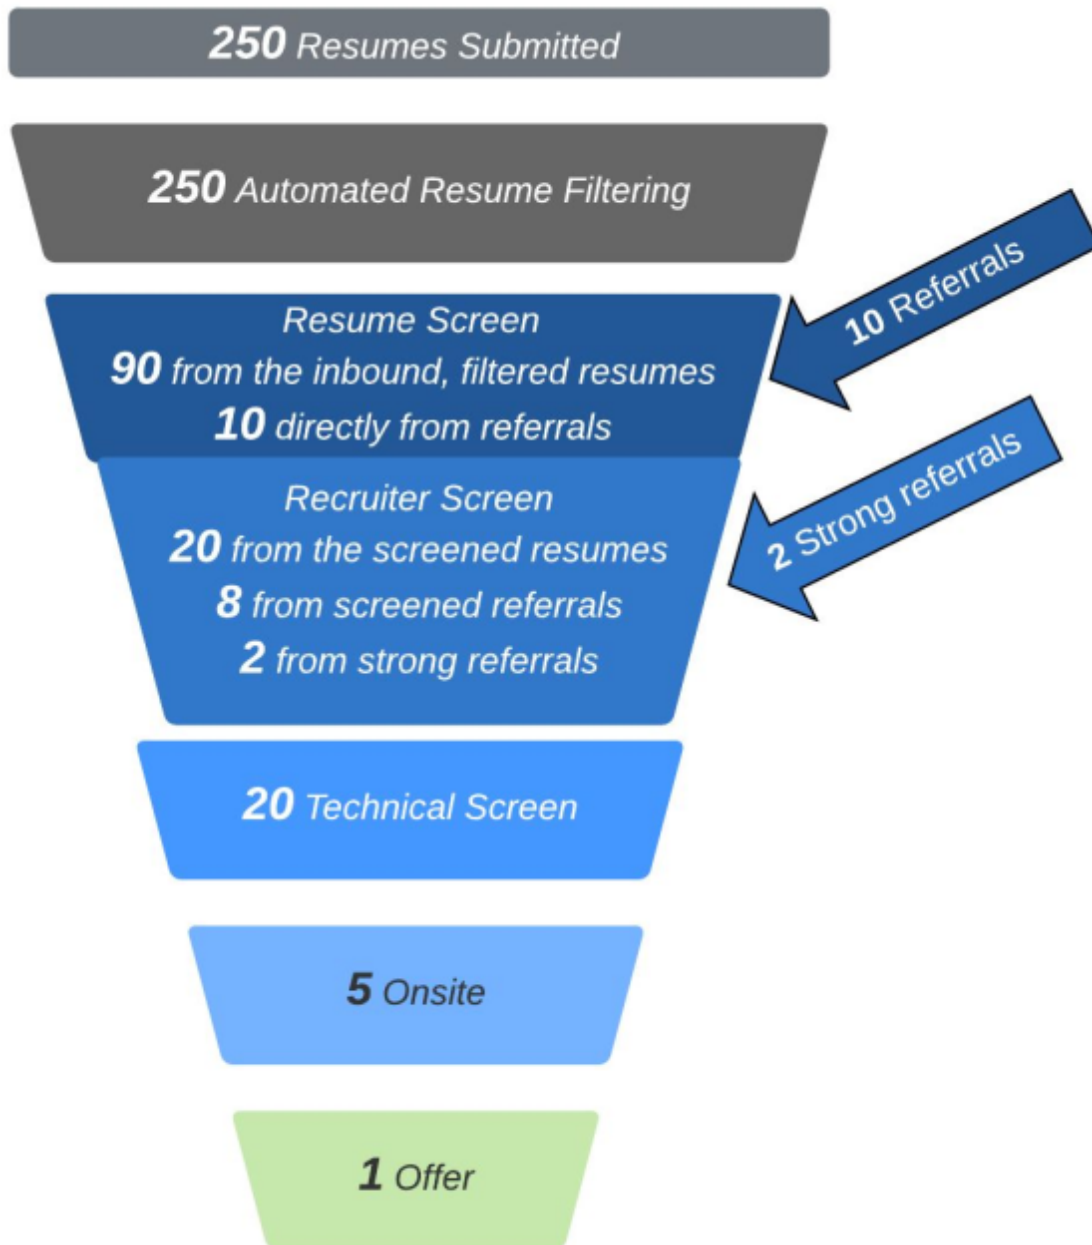 250 Resumes Submitted
250 Automated Resume Filtering
10 Referrals
Resume Screen
90 from the inbound, filtered resumes
10 directly from referrals
2 Strong referrals
Recruiter Screen
20 from the screened resumes
8 from screened referrals
2 from strong referrals
20 Technical Screen
5 Onsite
1 Offer